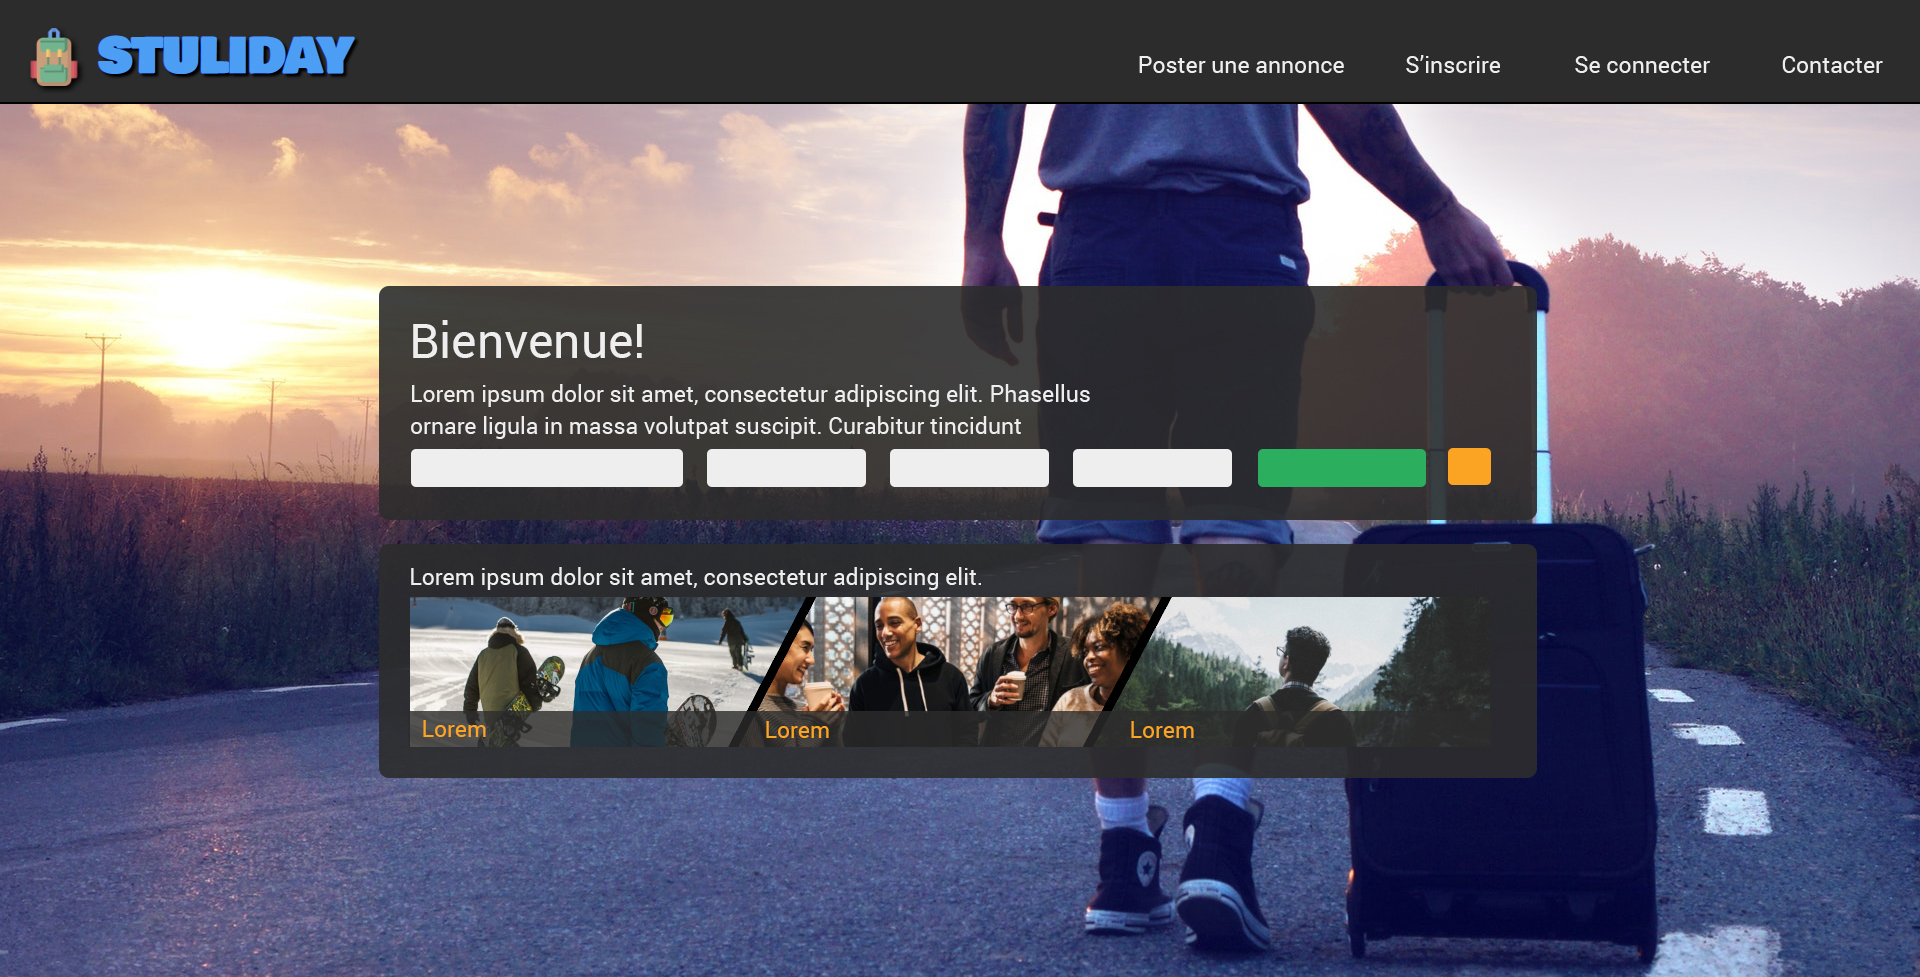 STULIDAY
Poster une annonce
S'inscrire
Se connecter
Contacter
Bienvenue!
Lorem ipsum dolor sit amet, consectetur adipiscing elit. Phasellus
ornare ligula in massa volutpat suscipit. Curabitur tincidunt
Lorem ipsum dolor sit amet, consectetur adipiscing elit.
Lorem
Lorem
Lorem